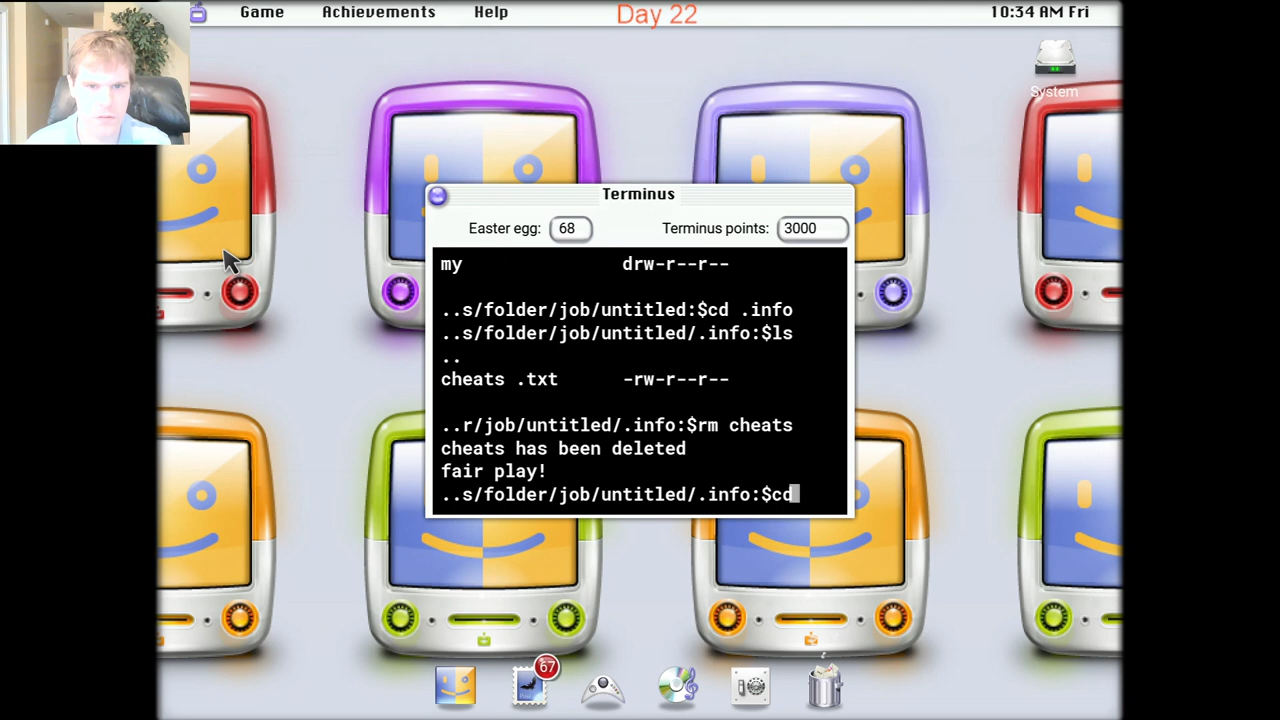 Game Achievements Help Day 22 10:34 AM Fri
System
Terminus
Easter egg: 68 Terminus points: 3000
my drw-r--r--
..s/folder/job/untitled:$cd .info
..s/folder/job/untitled/.info:$ls
..
cheats .txt -rw-r--r--
..r/job/untitled/.info:$rm cheats
cheats has been deleted
fair play!
..s/folder/job/untitled/.info:$cd
67